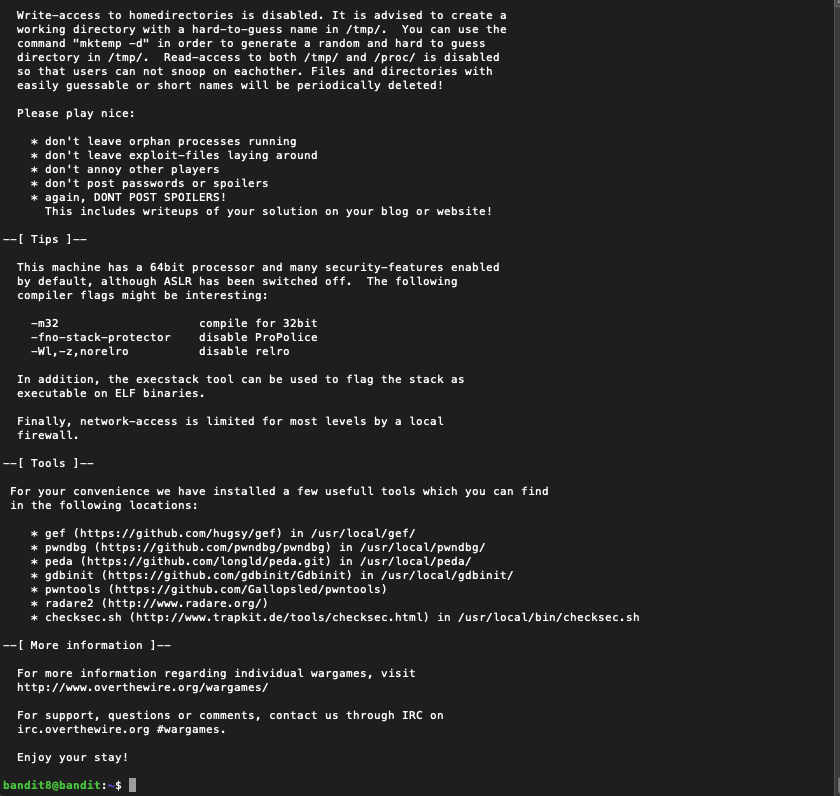 Write-access to homedirectories is disabled. It is advised to create a
working directory with a hard-to-guess name in /tmp/.  You can use the
command "mktemp -d" in order to generate a random and hard to guess
directory in /tmp/.  Read-access to both /tmp/ and /proc/ is disabled
so that users can not snoop on eachother. Files and directories with
easily guessable or short names will be periodically deleted!
Please play nice:
* don't leave orphan processes running
* don't leave exploit-files laying around
* don't annoy other players
* don't post passwords or spoilers
* again, DONT POST SPOILERS!
This includes writeups of your solution on your blog or website!
--[ Tips ]--
This machine has a 64bit processor and many security-features enabled
by default, although ASLR has been switched off.  The following
compiler flags might be interesting:
-m32                    compile for 32bit
-fno-stack-protector    disable ProPolice
-Wl,-z,norelro          disable relro
In addition, the execstack tool can be used to flag the stack as
executable on ELF binaries.
Finally, network-access is limited for most levels by a local
firewall.
--[ Tools ]--
For your convenience we have installed a few usefull tools which you can find
in the following locations:
* gef (https://github.com/hugsy/gef) in /usr/local/gef/
* pwndbg (https://github.com/pwndbg/pwndbg) in /usr/local/pwndbg/
* peda (https://github.com/longld/peda.git) in /usr/local/peda/
* gdbinit (https://github.com/gdbinit/Gdbinit) in /usr/local/gdbinit/
* pwntools (https://github.com/Gallopsled/pwntools)
* radare2 (http://www.radare.org/)
* checksec.sh (http://www.trapkit.de/tools/checksec.html) in /usr/local/bin/checksec.sh
--[ More information ]--
For more information regarding individual wargames, visit
http://www.overthewire.org/wargames/
For support, questions or comments, contact us through IRC on
irc.overthewire.org #wargames.
Enjoy your stay!
bandit8@bandit:~$